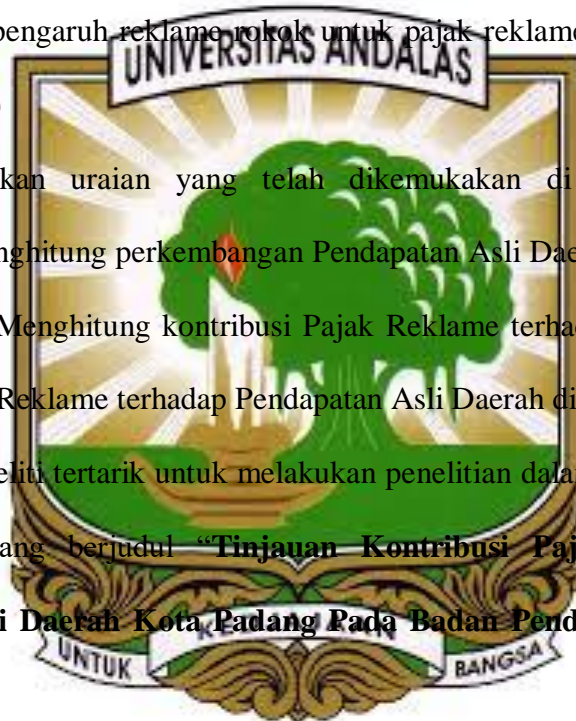 pengaruh reklame rokok untuk pajak reklame
UNIVERSITAS ANDALAS
kan uraian yang telah dikemukakan di
nghitung perkembangan Pendapatan Asli Dae
Menghitung kontribusi Pajak Reklame terha
Reklame terhadap Pendapatan Asli Daerah di
eliti tertarik untuk melakukan penelitian dala
ang berjudul “Tinjauan Kontribusi Paj
i Daerah Kota Padang Pada Badan Pend
UNTUK
BANGSA